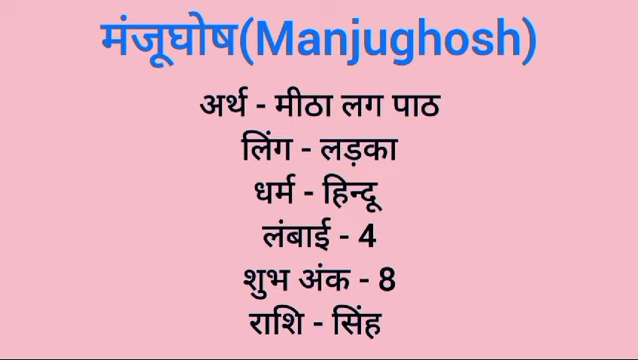 मंजूघोष(Manjughosh)
अर्थ - मीठा लग पाठ
लिंग - लड़का
धर्म - हिन्दू
लंबाई - 4
शुभ अंक - 8
राशि - सिंह